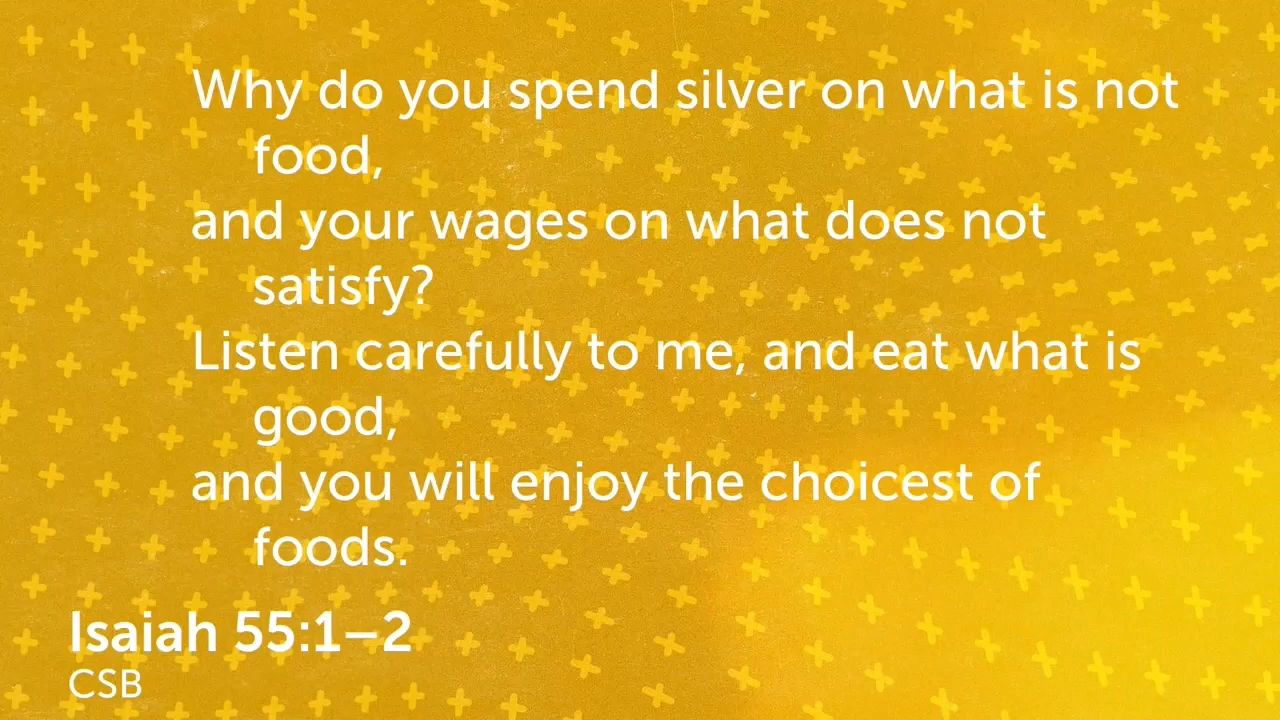 Why do you spend silver on what is not
food,
and your wages on what does not
satisfy?
Listen carefully to me, and eat what is
good,
and you will enjoy the choicest of
foods.
Isaiah 55:1–2
CSB